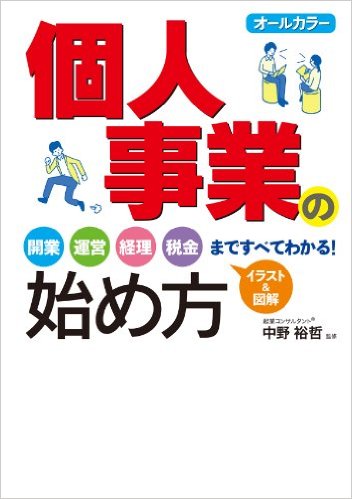 オールカラー
個人
事業の
開業 運営 経理 税金 まですべてわかる!
イラスト
&
図解
始め方
起業コンサルタント®
中野 裕哲 監修